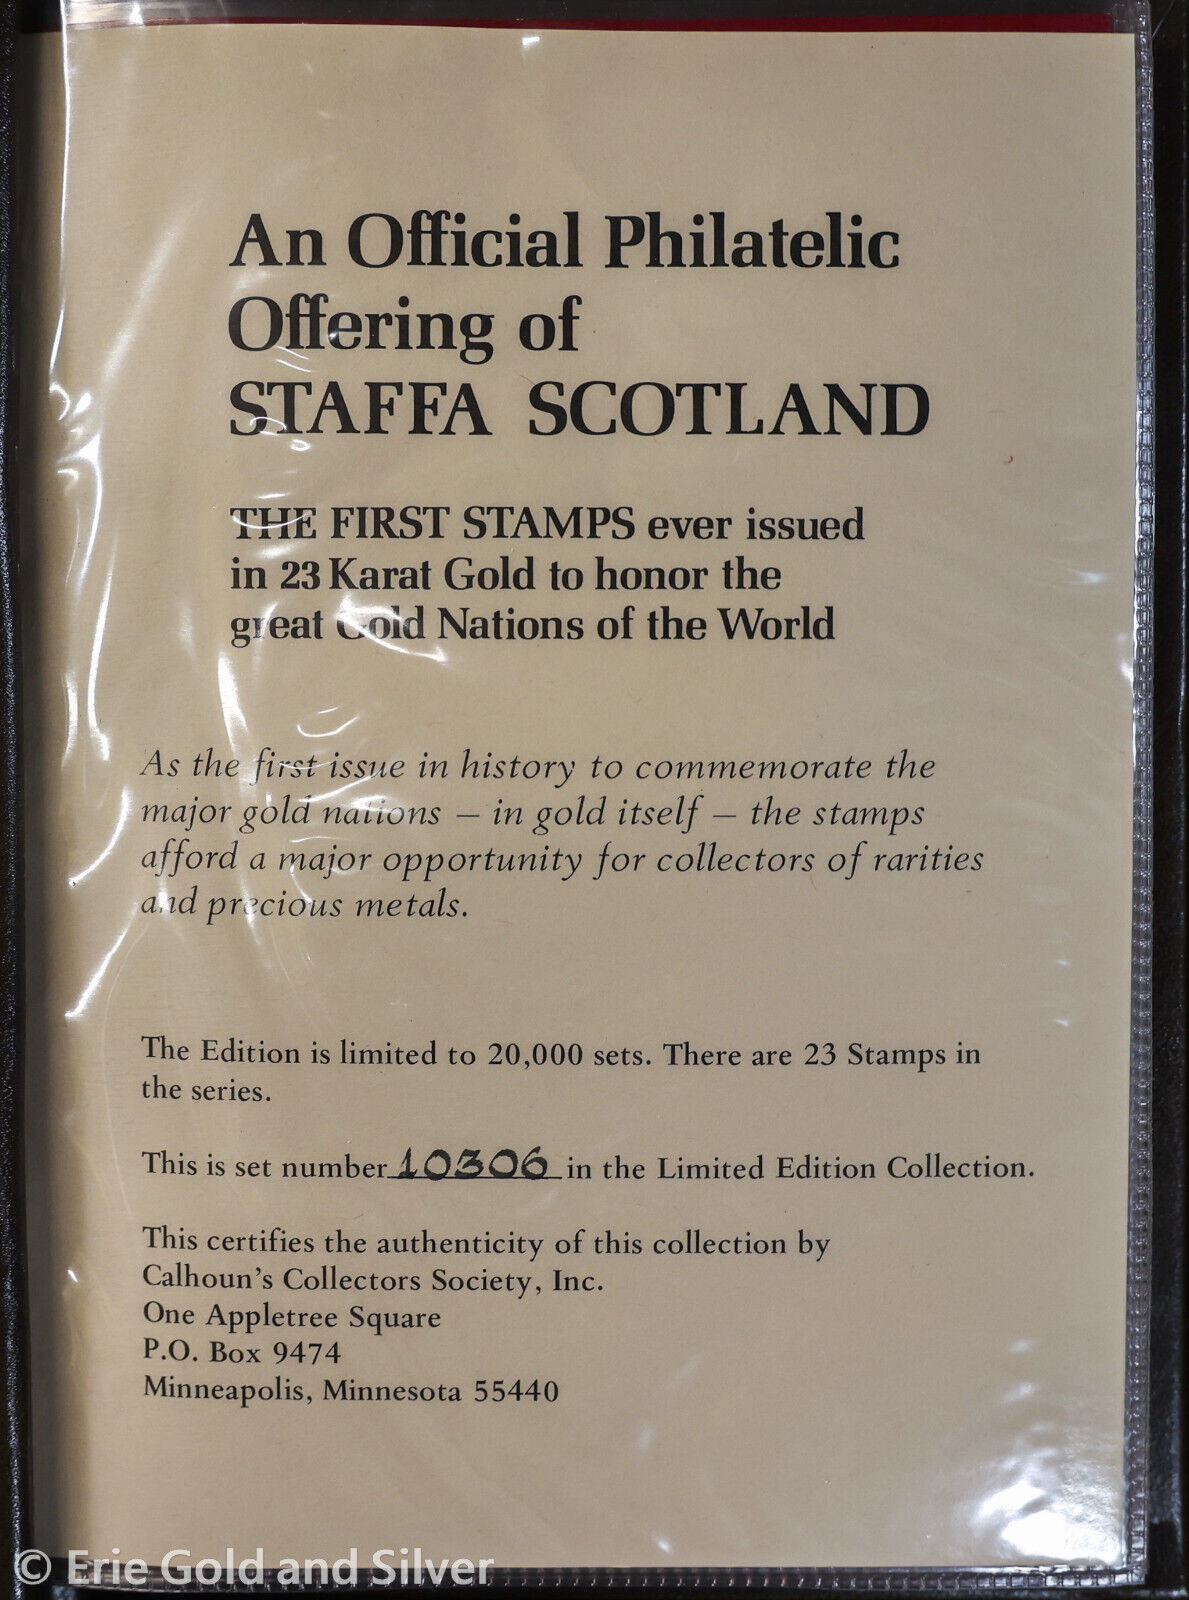 An Official Philatelic
Offering of
STAFFA SCOTLAND
THE FIRST STAMPS ever issued
in 23 Karat Gold to honor the
great Gold Nations of the World
As the first issue in history to commemorate the
major gold nations – in gold itself – the stamps
afford a major opportunity for collectors of rarities
and precious metals.
The Edition is limited to 20,000 sets. There are 23 Stamps in
the series.
This is set number 10306 in the Limited Edition Collection.
This certifies the authenticity of this collection by
Calhoun's Collectors Society, Inc.
One Appletree Square
P.O. Box 9474
Minneapolis, Minnesota 55440
© Erie Gold and Silver